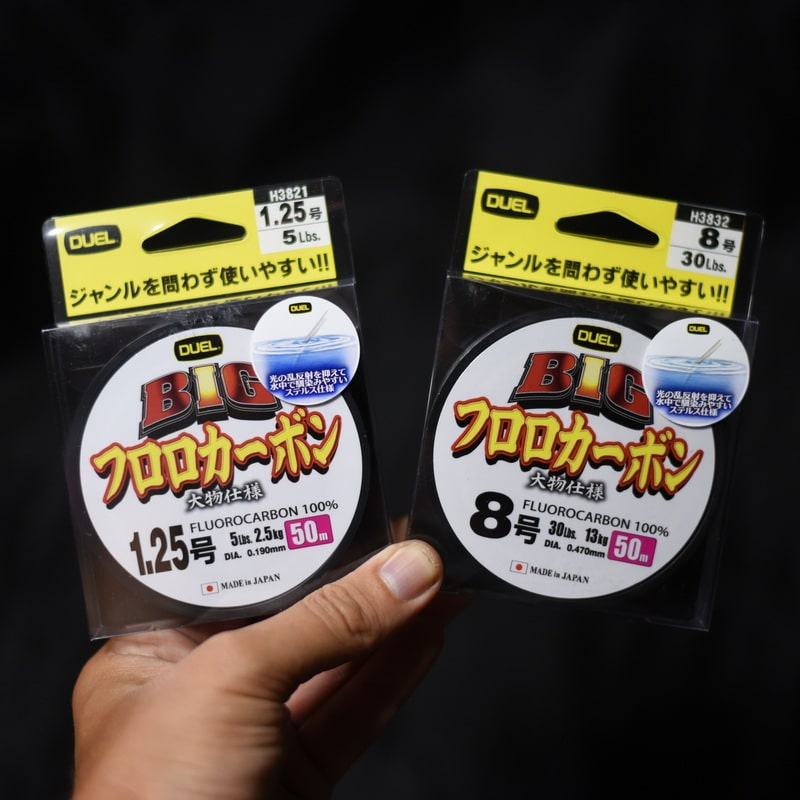 DUEL
H3821
1.25号
5Lbs.
ジャンルを問わず使いやすい!!
DUEL
光の乱反射を抑えて
水中で馴染みやすい
ステルス仕様
DUEL
BIG
フロロカーボン
大物仕様
FLUOROCARBON 100%
1.25号 5Lbs. 2.5kg 50m
DIA. 0.190mm
MADE in JAPAN
DUEL
H3832
8号
30Lbs.
ジャンルを問わず使いやすい!!
DUEL
光の乱反射を抑えて
水中で馴染みやすい
ステルス仕様
DUEL
BIG
フロロカーボン
大物仕様
FLUOROCARBON 100%
8号 30Lbs. 13kg 50m
DIA. 0.470mm
MADE in JAPAN